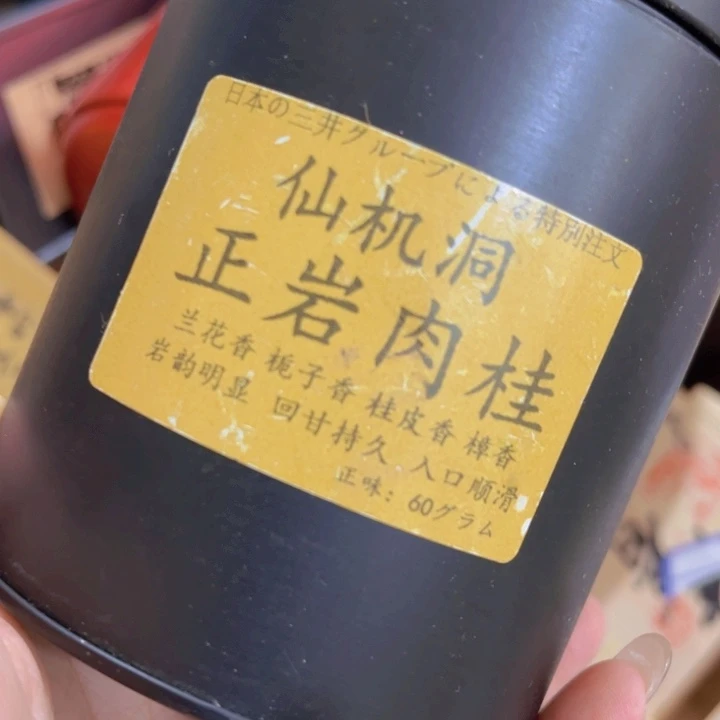 日本の三井グループによる特別注文
仙机洞
正岩肉桂
兰花香 栀子香 桂皮香 樟香
岩韵明显 回甘持久 入口顺滑
正味：60グラム